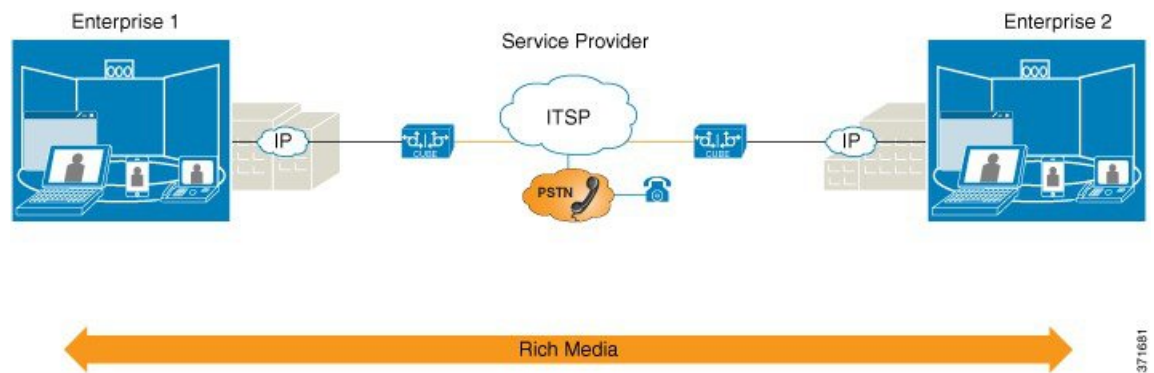 Enterprise 1
Enterprise 2
Service Provider
ITSP
IP
CUBE
CUBE
IP
PSTN
Rich Media
371681